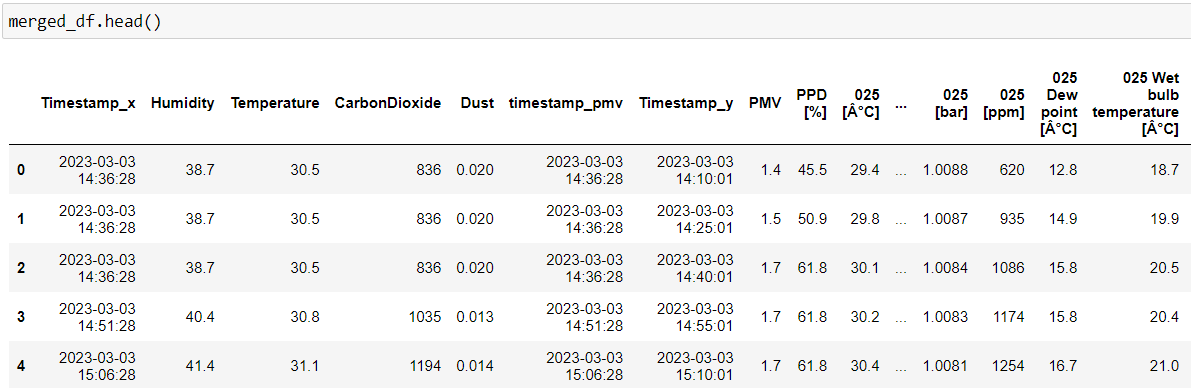 merged_df.head()
Timestamp_x Humidity Temperature CarbonDioxide Dust timestamp_pmv Timestamp_y PMV PPD [%] 025 [Â°C] ... 025 [bar] 025 [ppm] 025 Dew point [Â°C] 025 Wet bulb temperature [Â°C]
0 2023-03-03 14:36:28 38.7 30.5 836 0.020 2023-03-03 14:36:28 2023-03-03 14:10:01 1.4 45.5 29.4 ... 1.0088 620 12.8 18.7
1 2023-03-03 14:36:28 38.7 30.5 836 0.020 2023-03-03 14:36:28 2023-03-03 14:25:01 1.5 50.9 29.8 ... 1.0087 935 14.9 19.9
2 2023-03-03 14:36:28 38.7 30.5 836 0.020 2023-03-03 14:36:28 2023-03-03 14:40:01 1.7 61.8 30.1 ... 1.0084 1086 15.8 20.5
3 2023-03-03 14:51:28 40.4 30.8 1035 0.013 2023-03-03 14:51:28 2023-03-03 14:55:01 1.7 61.8 30.2 ... 1.0083 1174 15.8 20.4
4 2023-03-03 15:06:28 41.4 31.1 1194 0.014 2023-03-03 15:06:28 2023-03-03 15:10:01 1.7 61.8 30.4 ... 1.0081 1254 16.7 21.0